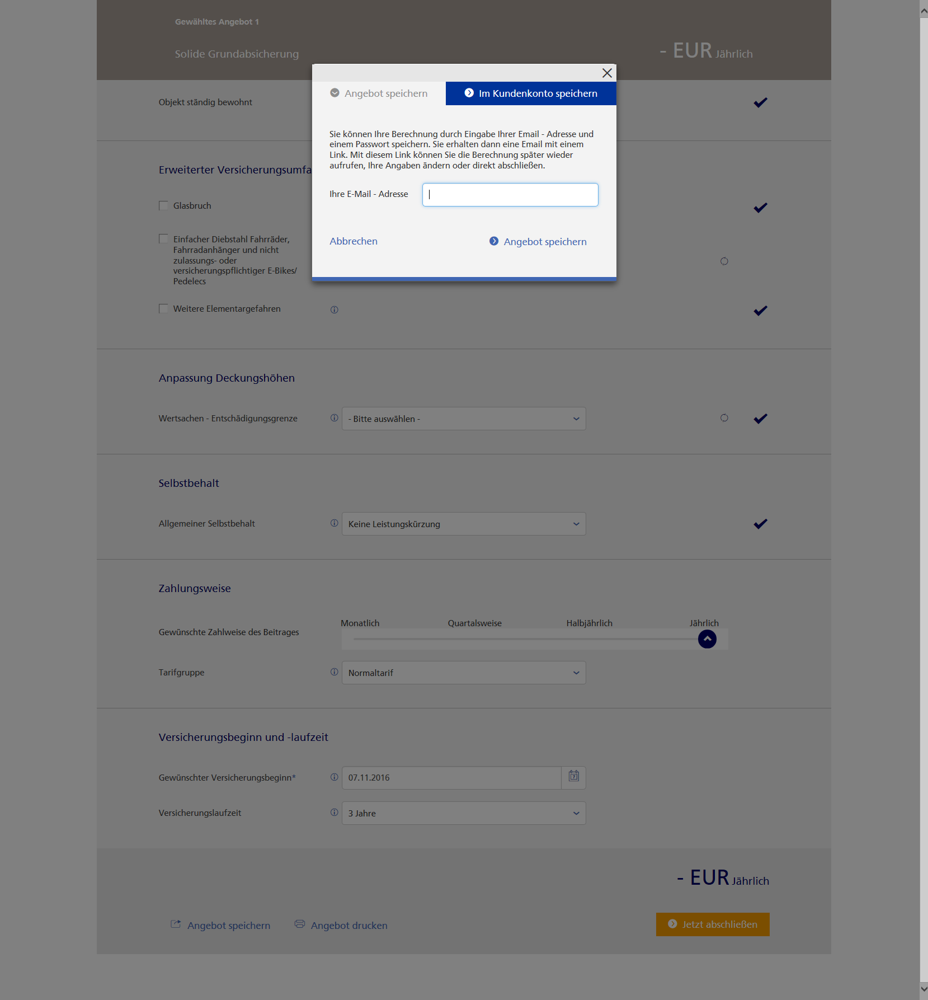 Gewähltes Angebot 1
Solide Grundabsicherung
- EUR Jährlich
Angebot speichern
Im Kundenkonto speichern
Objekt ständig bewohnt
Sie können Ihre Berechnung durch Eingabe Ihrer Email - Adresse und
einem Passwort speichern. Sie erhalten dann eine Email mit einem
Link. Mit diesem Link können Sie die Berechnung später wieder
aufrufen, Ihre Angaben ändern oder direkt abschließen.
Ihre E-Mail - Adresse
Abbrechen
Angebot speichern
Erweiterter Versicherungsumfa
Glasbruch
Einfacher Diebstahl Fahrräder,
Fahrradanhänger und nicht
zulassungs- oder
versicherungspflichtiger E-Bikes/
Pedelecs
Weitere Elementargefahren
Anpassung Deckungshöhen
Wertsachen - Entschädigungsgrenze
- Bitte auswählen -
Selbstbehalt
Allgemeiner Selbstbehalt
Keine Leistungskürzung
Zahlungsweise
Monatlich Quartalsweise Halbjährlich Jährlich
Gewünschte Zahlweise des Beitrages
Tarifgruppe
Normaltarif
Versicherungsbeginn und -laufzeit
Gewünschter Versicherungsbeginn*
07.11.2016
7
Versicherungslaufzeit
3 Jahre
- EUR Jährlich
Angebot speichern
Angebot drucken
Jetzt abschließen